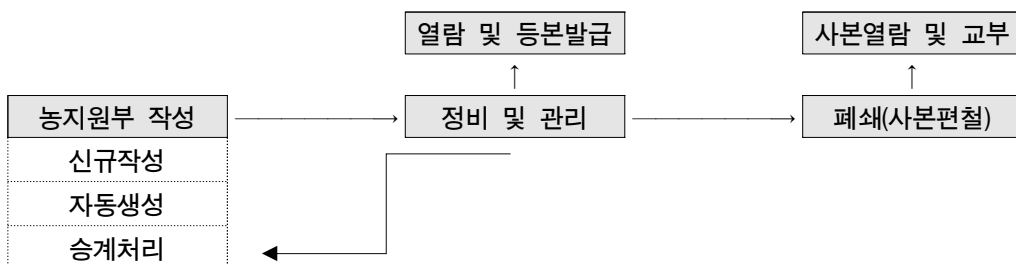 열람 및 등본발급
사본열람 및 교부
농지원부 작성
정비 및 관리
폐쇄(사본편철)
신규작성
자동생성
승계처리